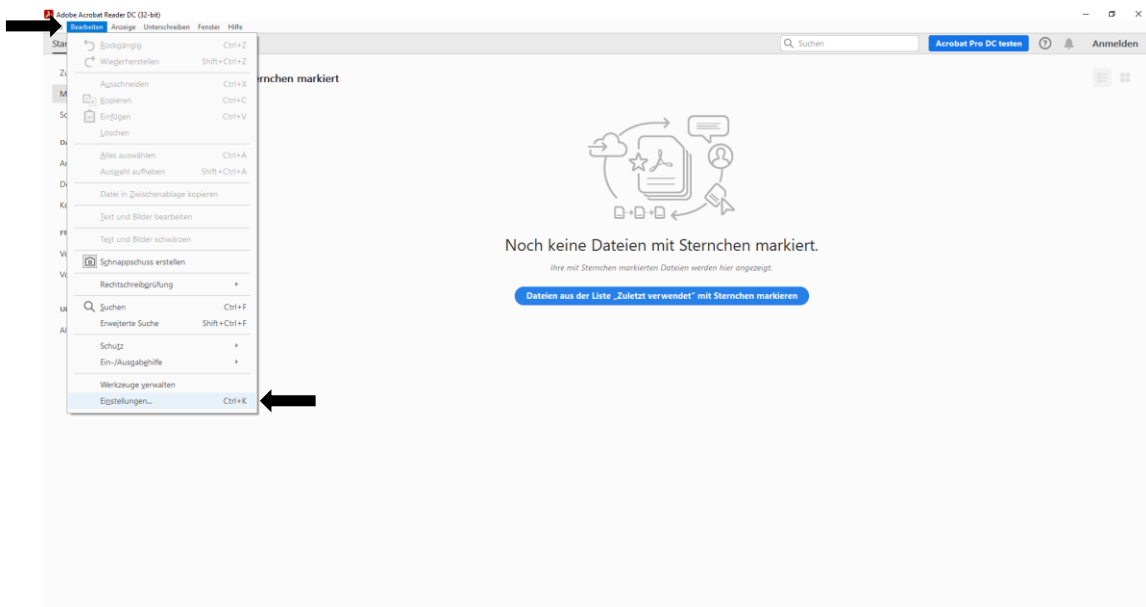 Adobe Acrobat Reader DC (32-bit)
Bearbeiten Anzeige Unterschreiben Fenster Hilfe
Suchen
Acrobat Pro DC testen
Anmelden
Rückgängig Ctrl+Z
Wiederherstellen Shift+Ctrl+Z
Ausschneiden Ctrl+X
Kopieren Ctrl+C
Einfügen Ctrl+V
Löschen
Alles auswählen Ctrl+A
Auswahl aufheben Shift+Ctrl+A
Datei in Zwischenablage kopieren
Text und Bilder bearbeiten
Text und Bilder schwärzen
Schnappschuss erstellen
Rechtschreibprüfung
Suchen Ctrl+F
Erweiterte Suche Shift+Ctrl+F
Schutz
Ein-/Ausgabehilfe
Werkzeuge verwalten
Einstellungen... Ctrl+K
markiert
Noch keine Dateien mit Sternchen markiert.
Ihre mit Sternchen markierten Dateien werden hier angezeigt.
Dateien aus der Liste „Zuletzt verwendet" mit Sternchen markieren